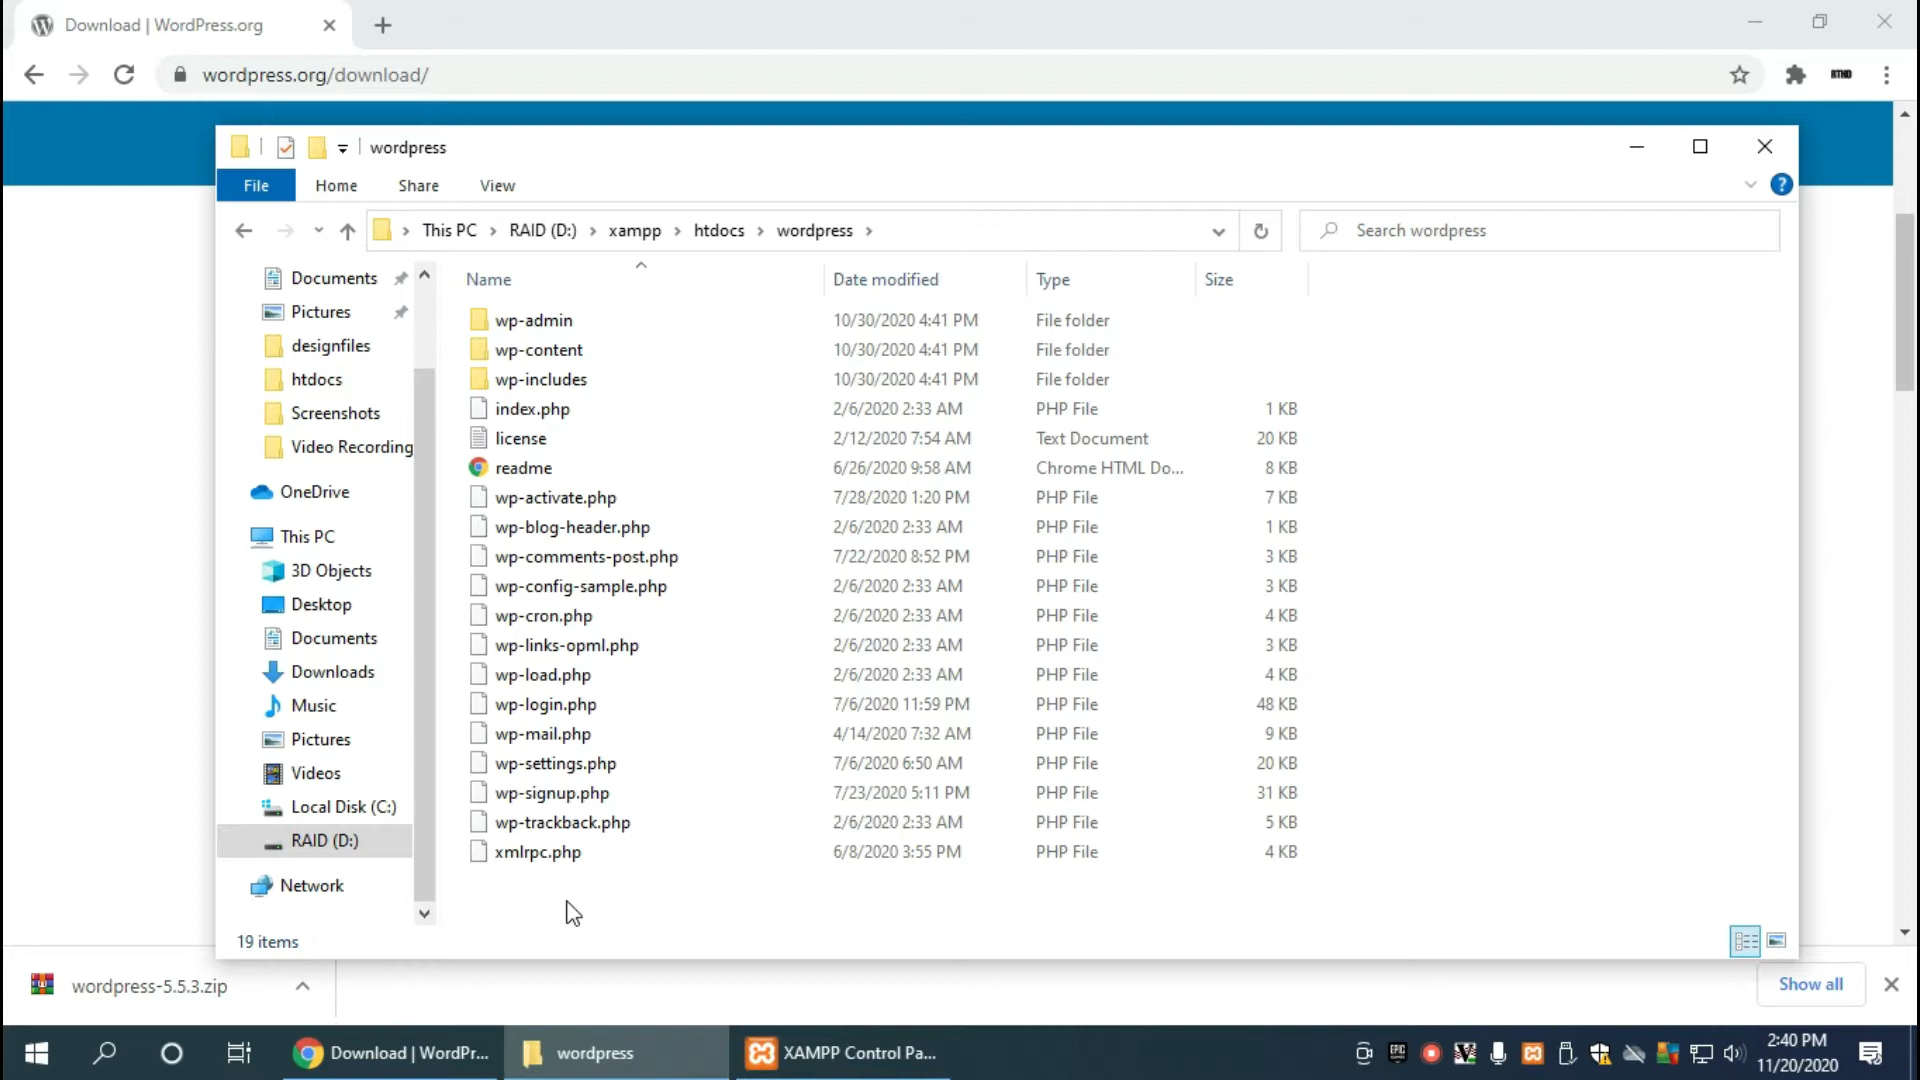 Download | WordPress.org
wordpress.org/download/
RTHD
wordpress
File Home Share View
This PC RAID (D:) xampp htdocs wordpress
Search wordpress
Documents
Pictures
designfiles
htdocs
Screenshots
Video Recording
OneDrive
This PC
3D Objects
Desktop
Documents
Downloads
Music
Pictures
Videos
Local Disk (C:)
RAID (D:)
Network
Name Date modified Type Size
wp-admin 10/30/2020 4:41 PM File folder
wp-content 10/30/2020 4:41 PM File folder
wp-includes 10/30/2020 4:41 PM File folder
index.php 2/6/2020 2:33 AM PHP File 1 KB
license 2/12/2020 7:54 AM Text Document 20 KB
readme 6/26/2020 9:58 AM Chrome HTML Do... 8 KB
wp-activate.php 7/28/2020 1:20 PM PHP File 7 KB
wp-blog-header.php 2/6/2020 2:33 AM PHP File 1 KB
wp-comments-post.php 7/22/2020 8:52 PM PHP File 3 KB
wp-config-sample.php 2/6/2020 2:33 AM PHP File 3 KB
wp-cron.php 2/6/2020 2:33 AM PHP File 4 KB
wp-links-opml.php 2/6/2020 2:33 AM PHP File 3 KB
wp-load.php 2/6/2020 2:33 AM PHP File 4 KB
wp-login.php 7/6/2020 11:59 PM PHP File 48 KB
wp-mail.php 4/14/2020 7:32 AM PHP File 9 KB
wp-settings.php 7/6/2020 6:50 AM PHP File 20 KB
wp-signup.php 7/23/2020 5:11 PM PHP File 31 KB
wp-trackback.php 2/6/2020 2:33 AM PHP File 5 KB
xmlrpc.php 6/8/2020 3:55 PM PHP File 4 KB
19 items
wordpress-5.5.3.zip
Show all
Download | WordPr...
wordpress
XAMPP Control Pa...
EPIC
2:40 PM
11/20/2020